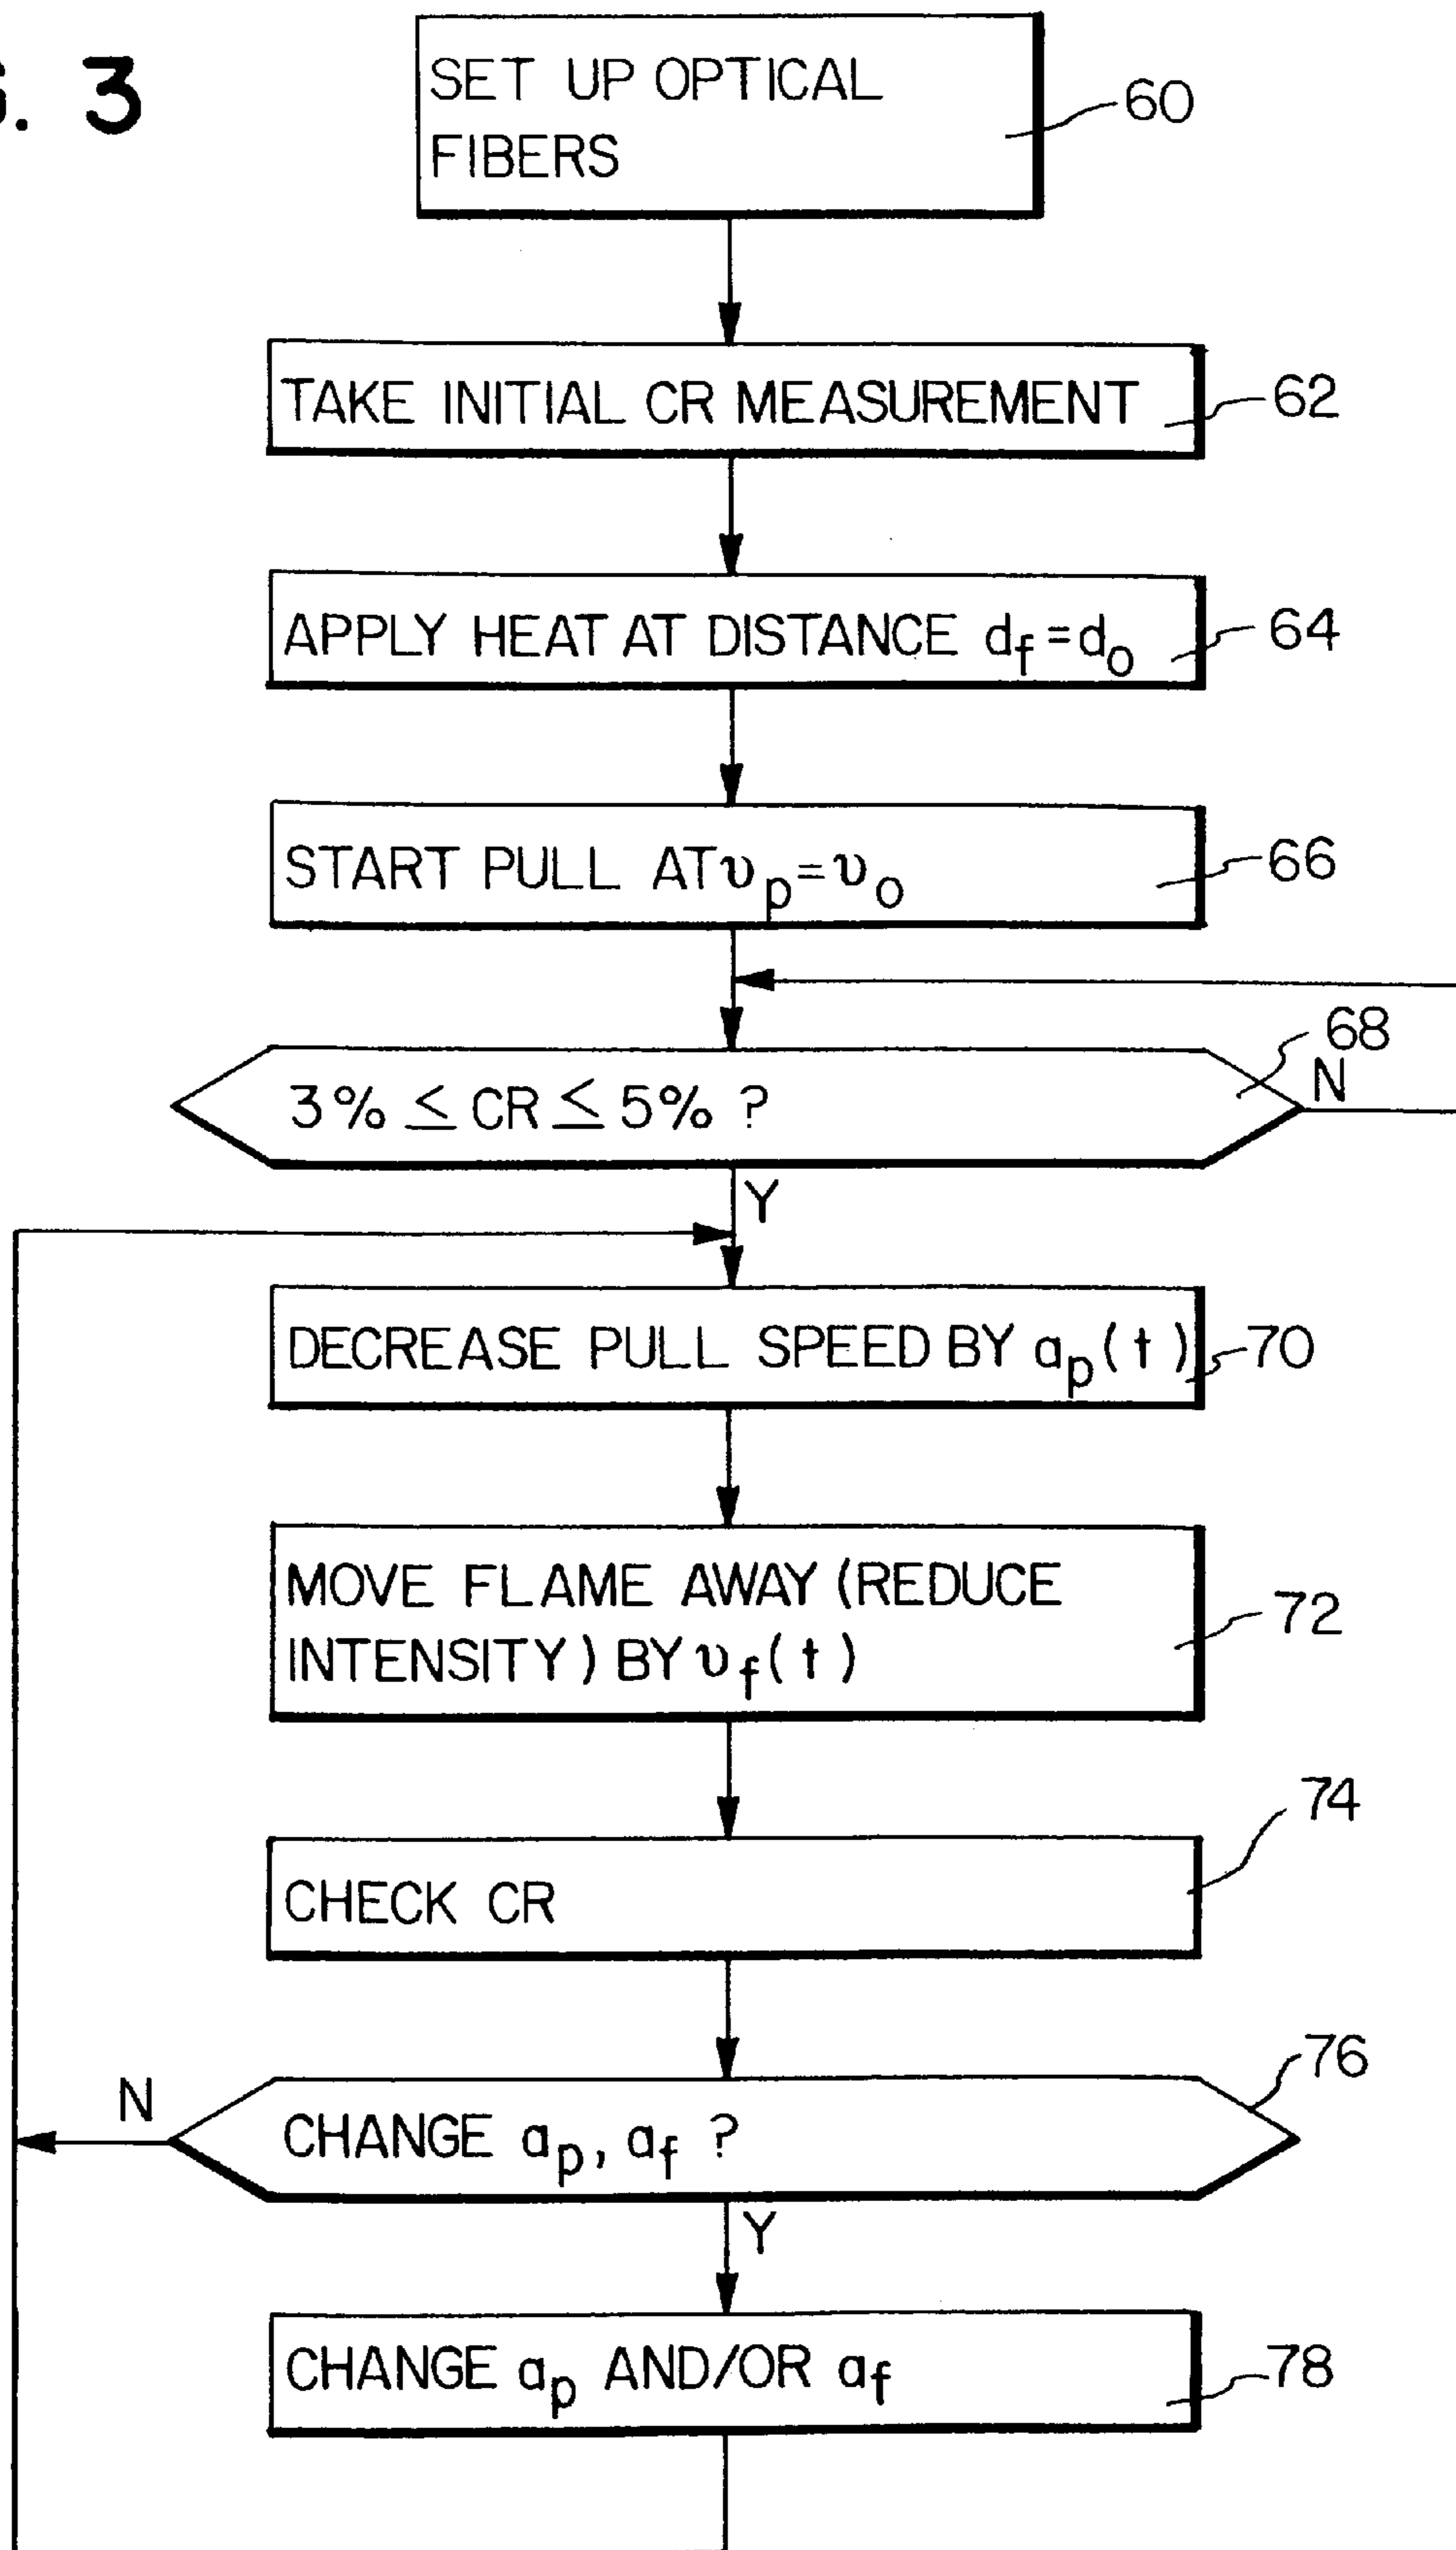 . 3
SET UP OPTICAL
FIBERS
60
TAKE INITIAL CR MEASUREMENT
62
APPLY HEAT AT DISTANCE d_f = d_o
64
START PULL AT υ_p = υ_o
66
68
3% ≤ CR ≤ 5% ?
N
Y
DECREASE PULL SPEED BY a_p(t)
70
MOVE FLAME AWAY (REDUCE
INTENSITY) BY υ_f(t)
72
74
CHECK CR
76
N
CHANGE a_p, a_f ?
Y
CHANGE a_p AND/OR a_f
78